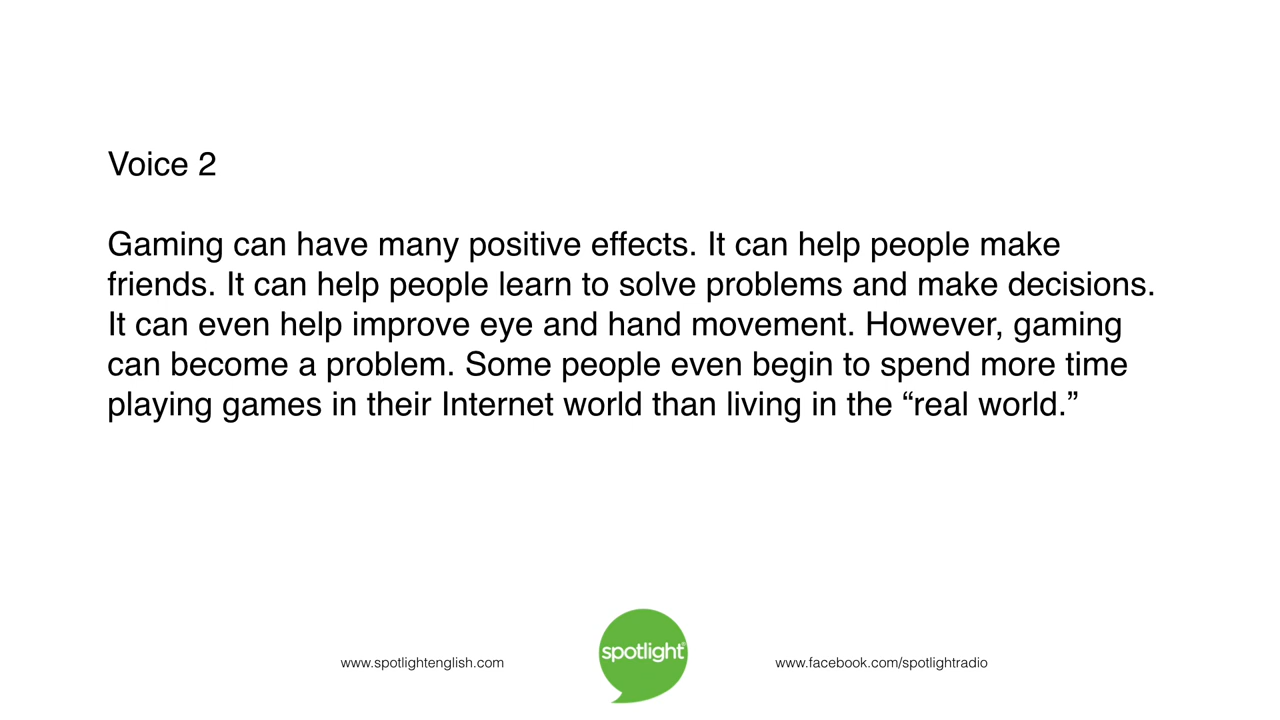 Voice 2
Gaming can have many positive effects. It can help people make
friends. It can help people learn to solve problems and make decisions.
It can even help improve eye and hand movement. However, gaming
can become a problem. Some people even begin to spend more time
playing games in their Internet world than living in the “real world.”
www.spotlightenglish.com
spotlight®
www.facebook.com/spotlightradio